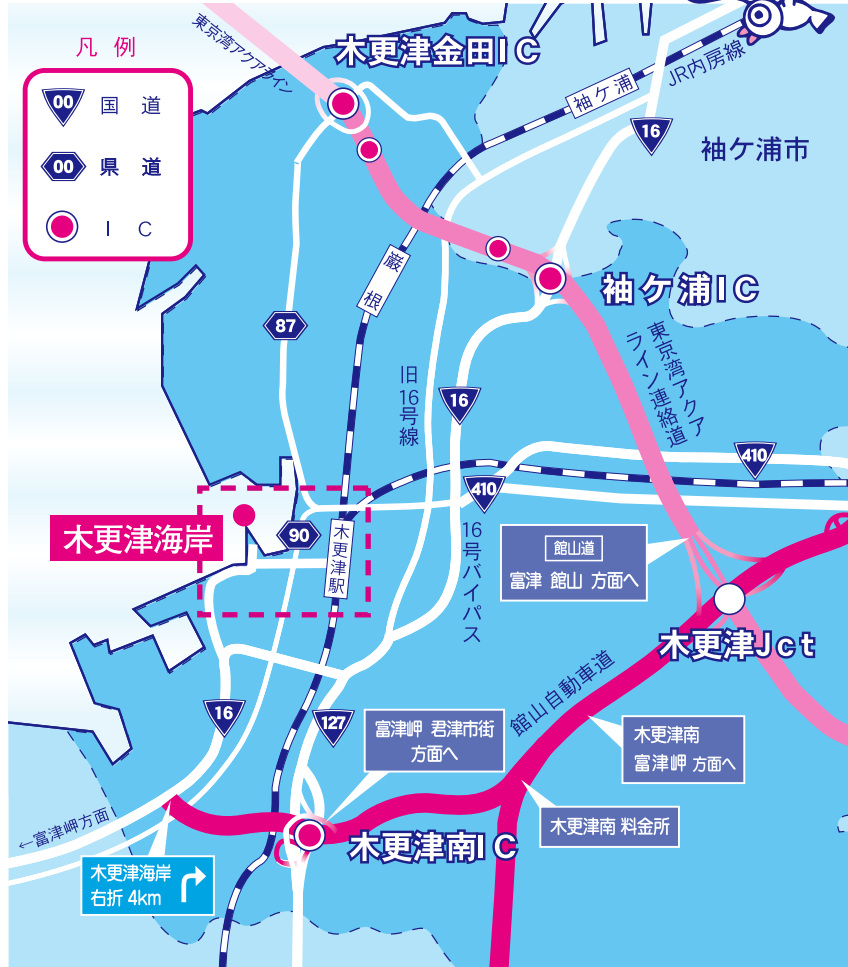 凡例
00 国道
00 県道
IC
東京湾アクアライン
木更津金田IC
袖ケ浦
JR内房線
16
袖ケ浦市
巌根
袖ケ浦IC
87
旧16号線
16
東京湾アクア
ライン連絡道
410
410
木更津海岸
90
木更津駅
16号バイパス
館山道
富津 館山 方面へ
木更津Jct
館山自動車道
16
127
富津岬 君津市街
方面へ
木更津南
富津岬 方面へ
木更津南 料金所
←富津岬方面
木更津南IC
木更津海岸
右折 4km